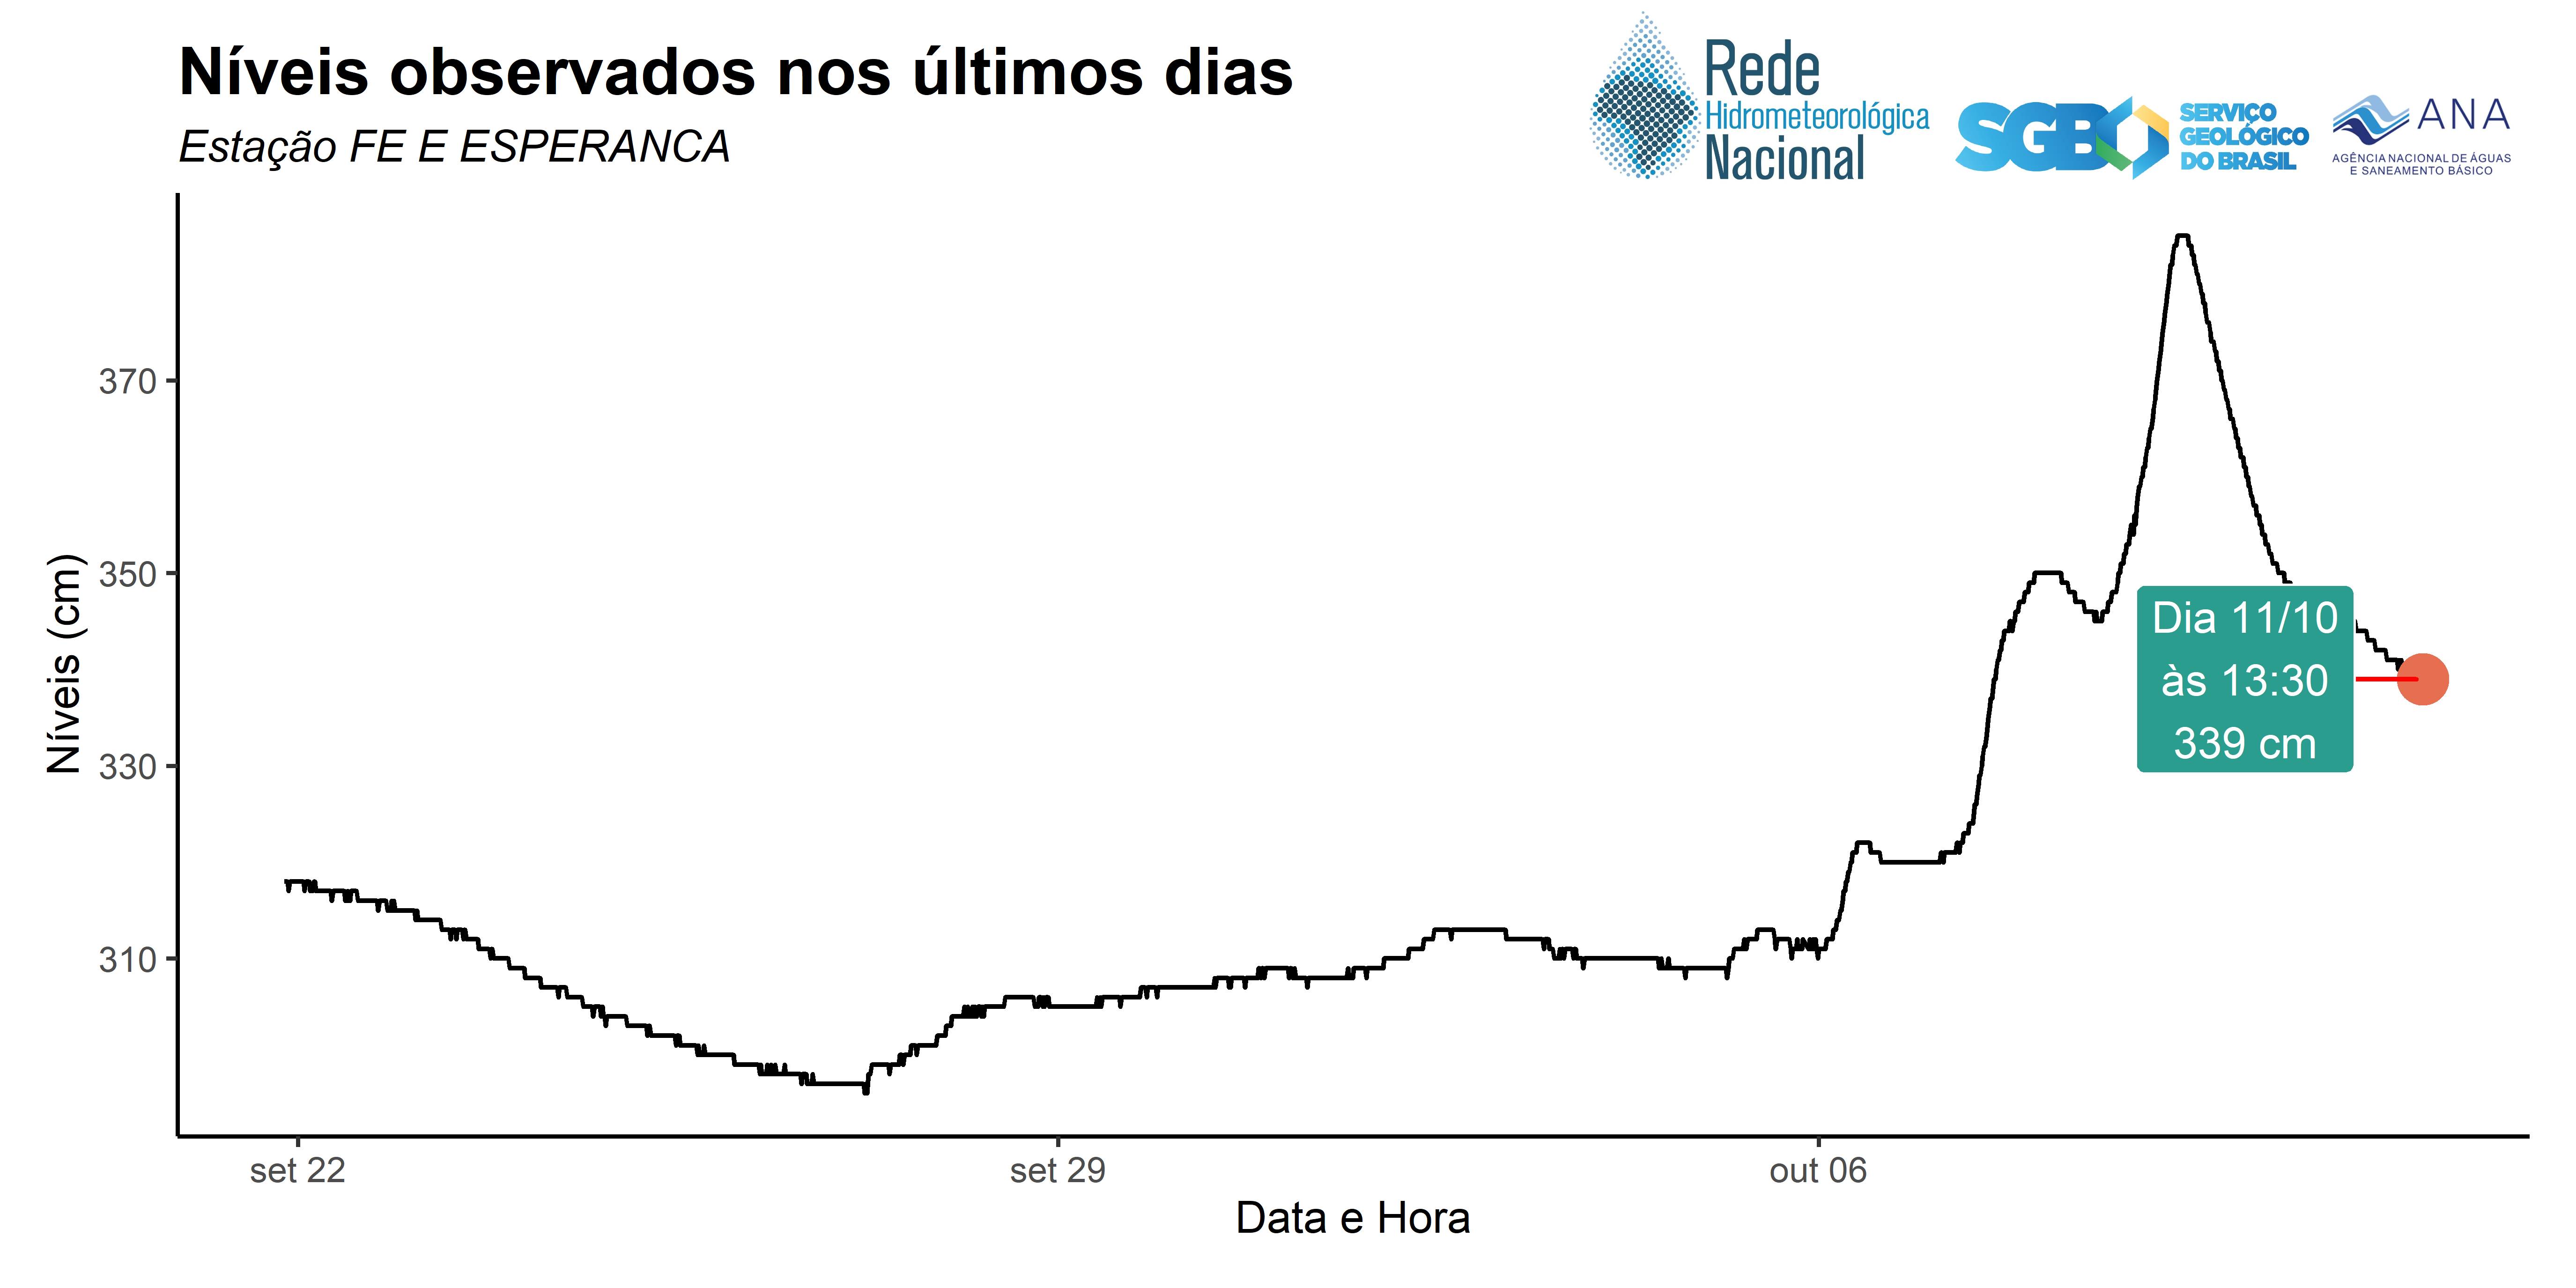 Níveis observados nos últimos dias
Estação FE E ESPERANCA
Rede
Hidrometeorológica
Nacional
SGB
SERVIÇO
GEOLÓGICO
DO BRASIL
ANA
AGÊNCIA NACIONAL DE ÁGUAS
E SANEAMENTO BÁSICO
Níveis (cm)
370
350
330
310
Dia 11/10
às 13:30
339 cm
set 22
set 29
out 06
Data e Hora